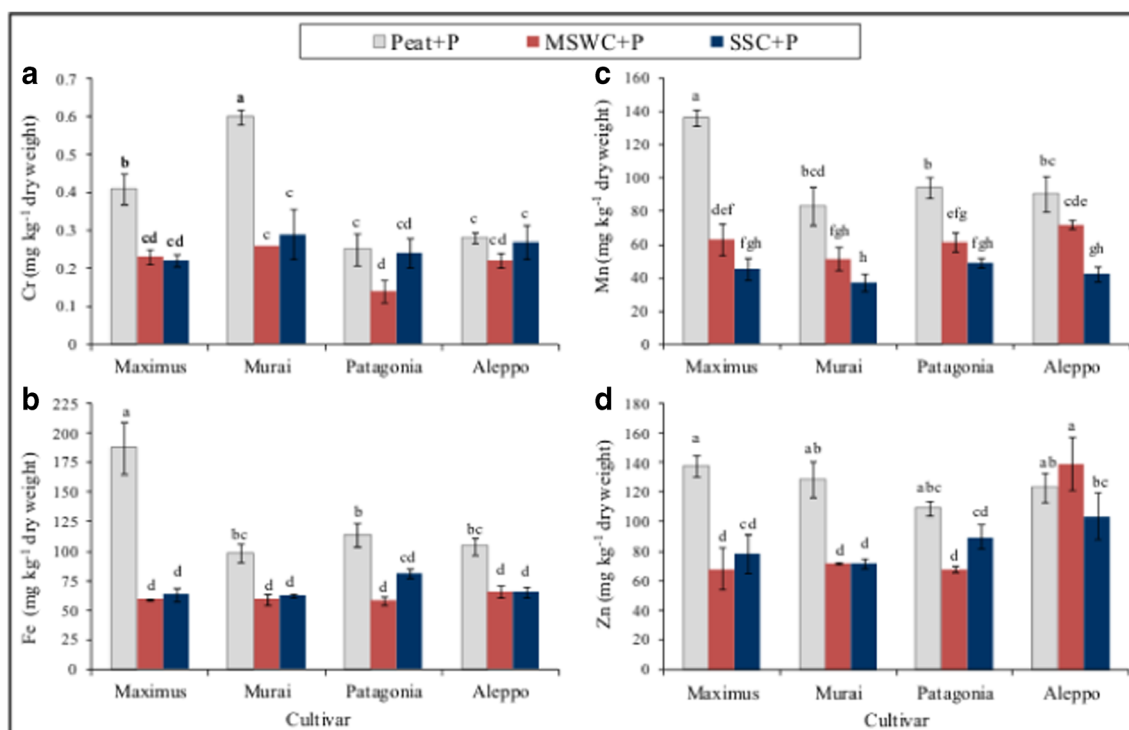 Peat+P MSWC+P SSC+P
a
Cr (mg kg-1 dry weight)
0.7
0.6
0.5
0.4
0.3
0.2
0.1
0
b
cd
cd
a
c
c
c
d
cd
c
cd
c
Maximus Murai Patagonia Aleppo
c
Mn (mg kg-1 dry weight)
160
140
120
100
80
60
40
20
0
a
def
fgh
bcd
fgh
h
b
efg
fgh
bc
cde
gh
Maximus Murai Patagonia Aleppo
b
Fe (mg kg-1 dry weight)
225
200
175
150
125
100
75
50
25
0
a
d
d
bc
d
d
b
d
cd
bc
d
d
Maximus Murai Patagonia Aleppo
Cultivar
d
Zn (mg kg-1 dry weight)
180
160
140
120
100
80
60
40
20
0
a
d
cd
ab
d
d
abc
d
cd
ab
a
bc
Maximus Murai Patagonia Aleppo
Cultivar